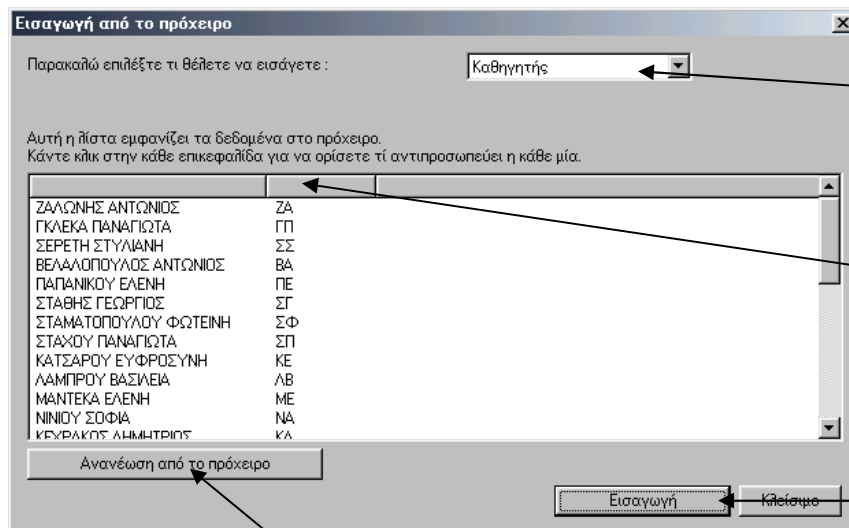 Εισαγωγή από το πρόχειρο
Παρακαλώ επιλέξτε τι θέλετε να εισάγετε :
Καθηγητής
Αυτή η λίστα εμφανίζει τα δεδομένα στο πρόχειρο.
Κάντε κλικ στην κάθε επικεφαλίδα για να ορίσετε τί αντιπροσωπεύει η κάθε μία.
ΖΑΛΩΝΗΣ ΑΝΤΩΝΙΟΣ ΖΑ
ΓΚΛΕΚΑ ΠΑΝΑΓΙΩΤΑ ΓΠ
ΣΕΡΕΤΗ ΣΤΥΛΙΑΝΗ ΣΣ
ΒΕΛΑΛΟΠΟΥΛΟΣ ΑΝΤΩΝΙΟΣ ΒΑ
ΠΑΠΑΝΙΚΟΥ ΕΛΕΝΗ ΠΕ
ΣΤΑΘΗΣ ΓΕΩΡΓΙΟΣ ΣΓ
ΣΤΑΜΑΤΟΠΟΥΛΟΥ ΦΩΤΕΙΝΗ ΣΦ
ΣΤΑΧΟΥ ΠΑΝΑΓΙΩΤΑ ΣΠ
ΚΑΤΣΑΡΟΥ ΕΥΦΡΟΣΥΝΗ ΚΕ
ΛΑΜΠΡΟΥ ΒΑΣΙΛΕΙΑ ΛΒ
ΜΑΝΤΕΚΑ ΕΛΕΝΗ ΜΕ
ΝΙΝΙΟΥ ΣΟΦΙΑ ΝΑ
ΔΗΜΗΤΡΙΟΣ ΚΔ
Ανανέωση από το πρόχειρο
Εισαγωγή Κλείσιμο